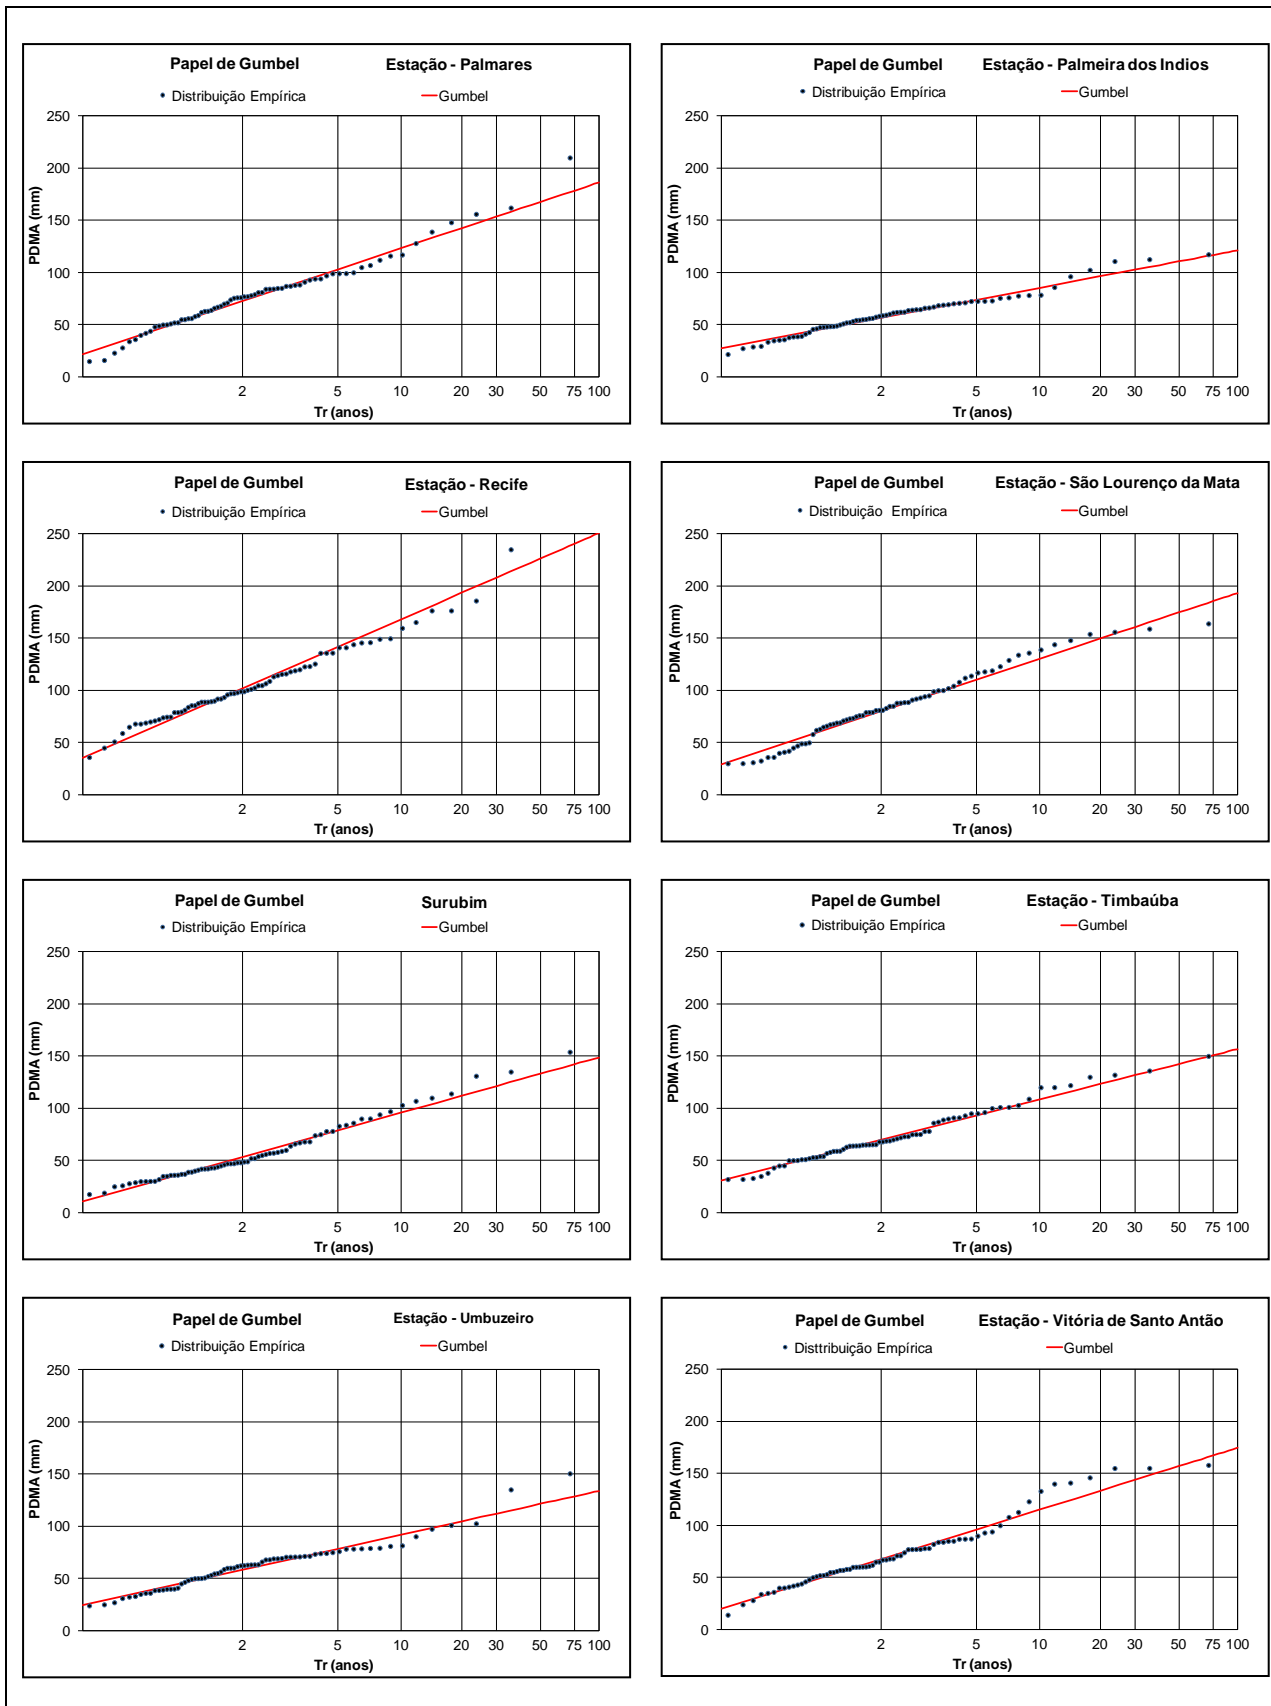 Papel de Gumbel Estação - Palmares
Distribuição Empírica Gumbel
250
200
150
100
50
0
PDMA (mm)
2 5 10 20 30 50 75 100
Tr (anos)
Papel de Gumbel Estação - Palmeira dos Indios
Distribuição Empírica Gumbel
250
200
150
100
50
0
PDMA (mm)
2 5 10 20 30 50 75 100
Tr (anos)
Papel de Gumbel Estação - Recife
Distribuição Empírica Gumbel
250
200
150
100
50
0
PDMA (mm)
2 5 10 20 30 50 75 100
Tr (anos)
Papel de Gumbel Estação - São Lourenço da Mata
Distribuição Empírica Gumbel
250
200
150
100
50
0
PDMA (mm)
2 5 10 20 30 50 75 100
Tr (anos)
Papel de Gumbel Surubim
Distribuição Empírica Gumbel
250
200
150
100
50
0
PDMA (mm)
2 5 10 20 30 50 75 100
Tr (anos)
Papel de Gumbel Estação - Timbaúba
Distribuição Empírica Gumbel
250
200
150
100
50
0
PDMA (mm)
2 5 10 20 30 50 75 100
Tr (anos)
Papel de Gumbel Estação - Umbuzeiro
Distribuição Empírica Gumbel
250
200
150
100
50
0
PDMA (mm)
2 5 10 20 30 50 75 100
Tr (anos)
Papel de Gumbel Estação - Vitória de Santo Antão
Disttribuição Empírica Gumbel
250
200
150
100
50
0
PDMA (mm)
2 5 10 20 30 50 75 100
Tr (anos)